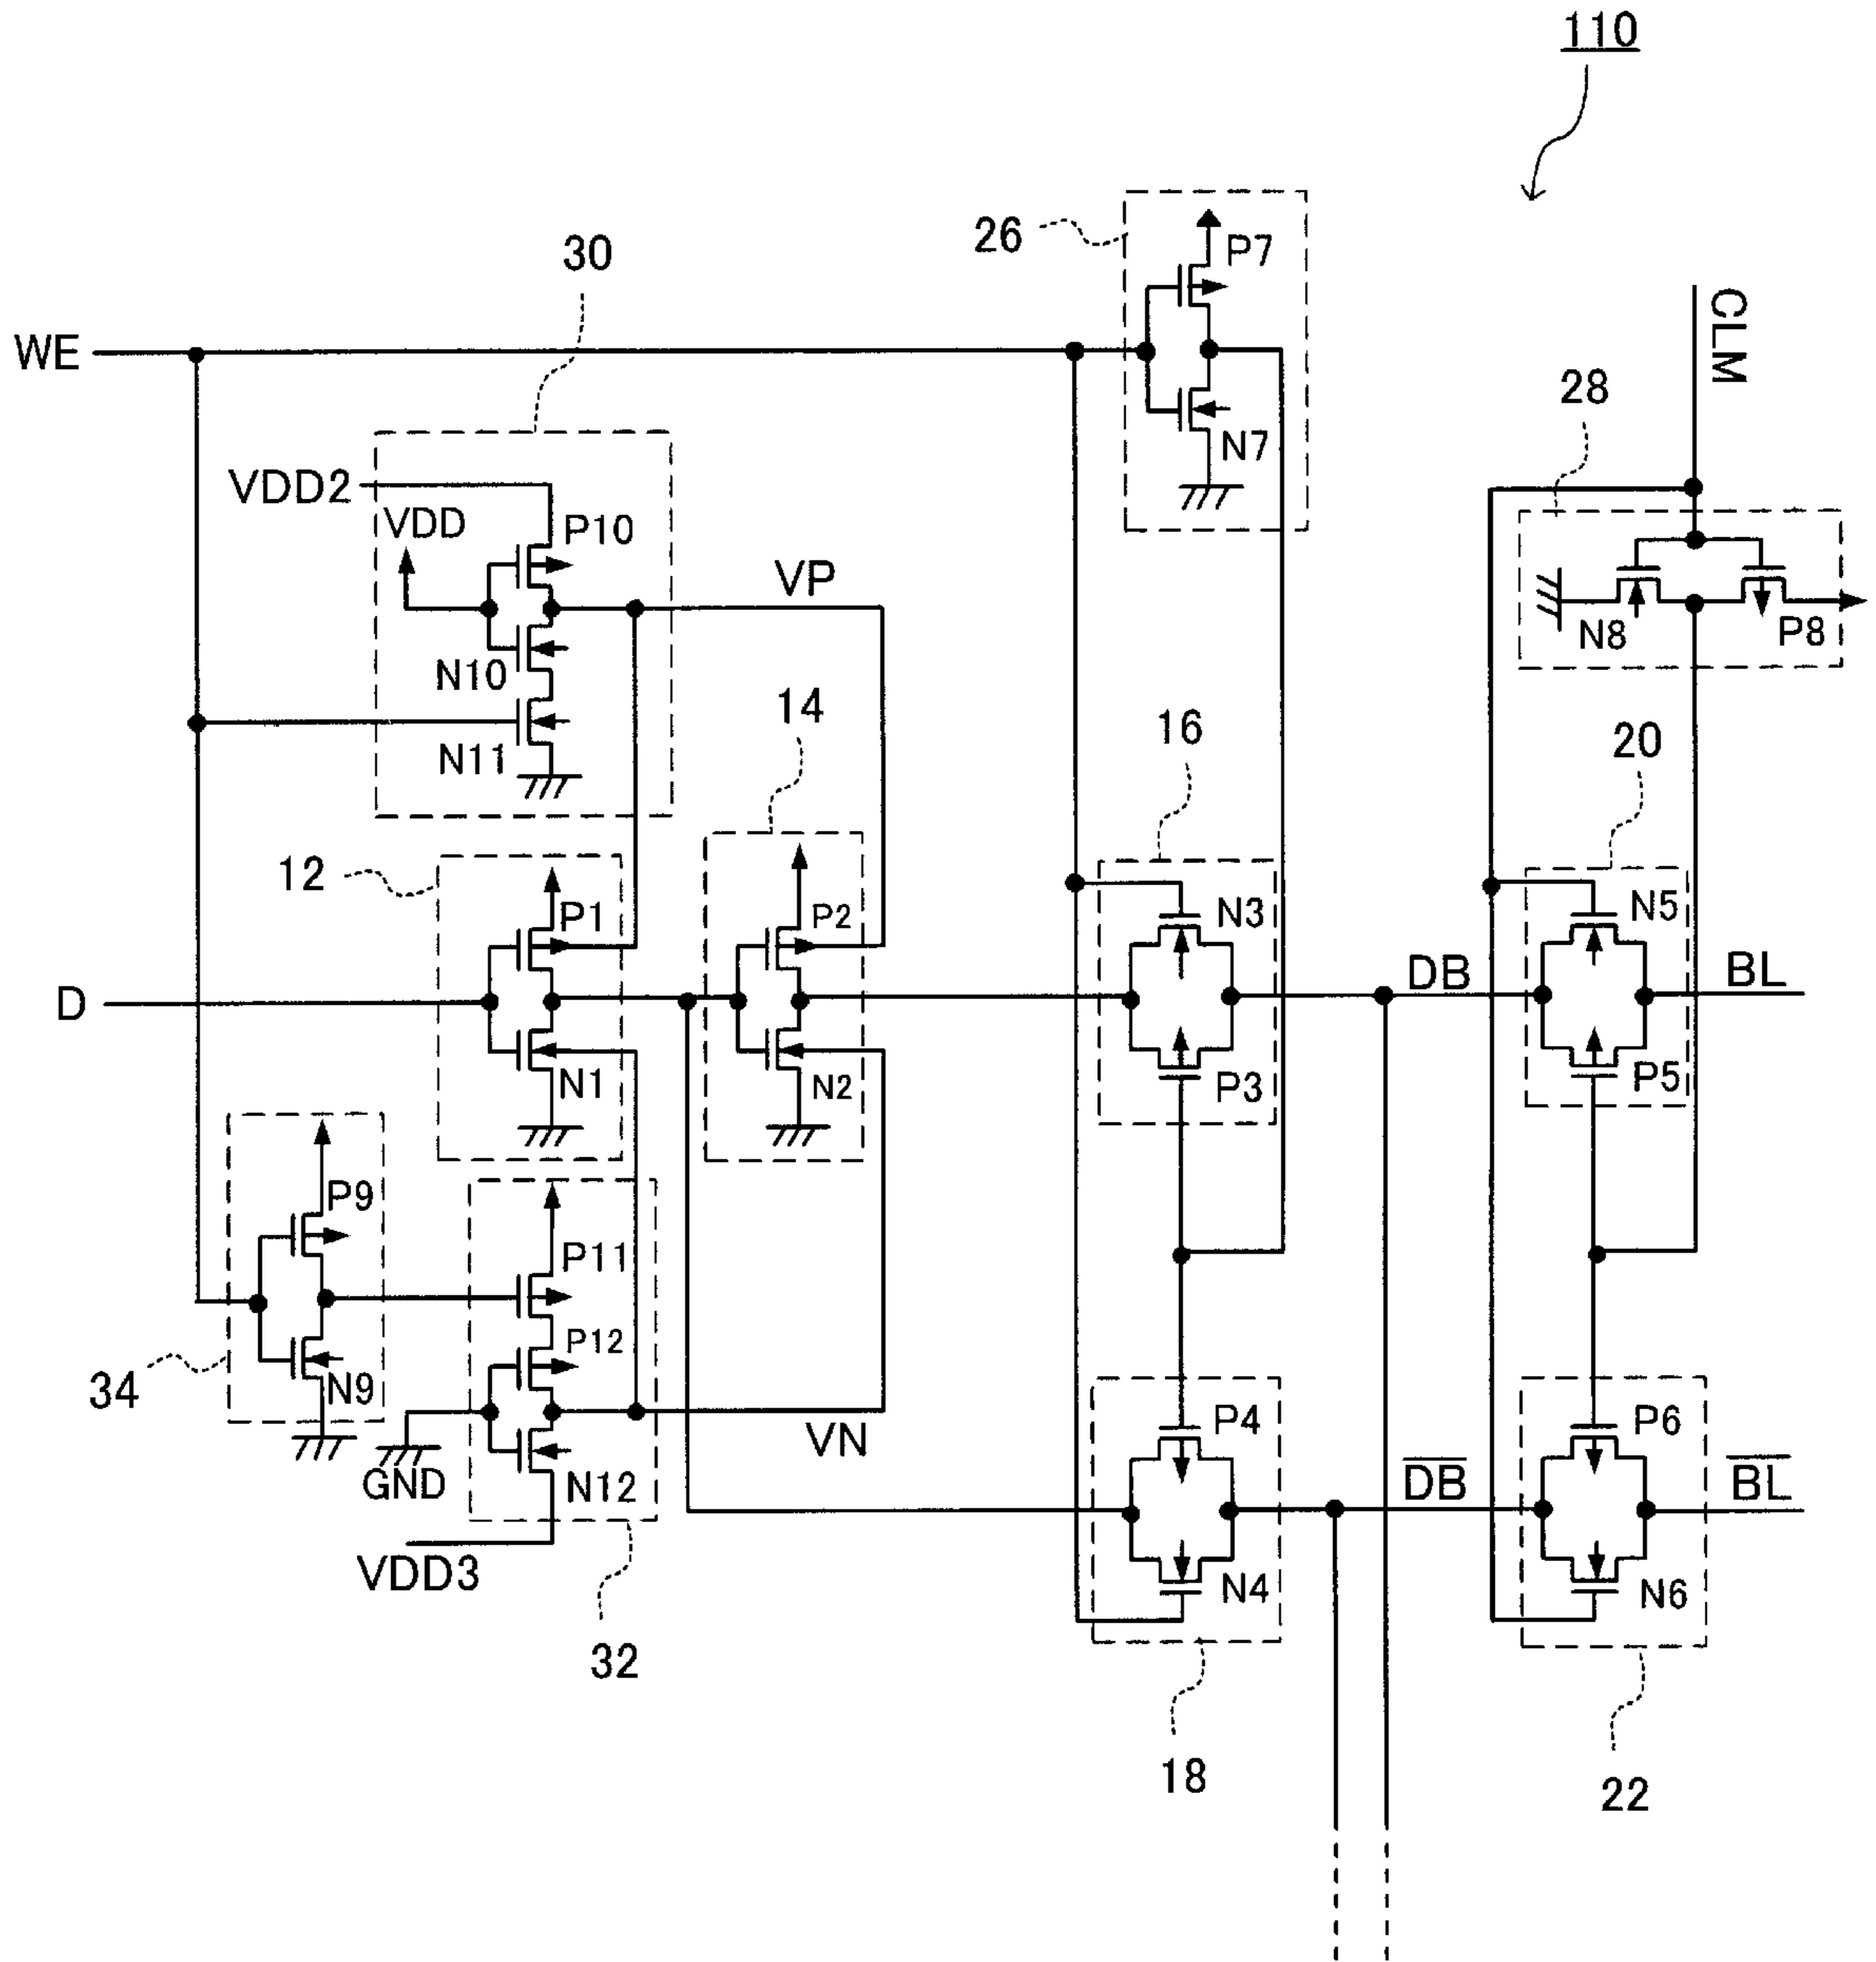 110
26
P7
30
CLM
WE
28
N7
VDD2
VDD
P10
VP
N8
P8
N10
14
16
20
N11
12
P1
P2
N3
N5
D
DB
BL
N1
N2
P3
P5
P9
P11
P12
34
N9
VN
P4
P6
GND
N12
DB
BL
VDD3
N4
N6
32
18
22